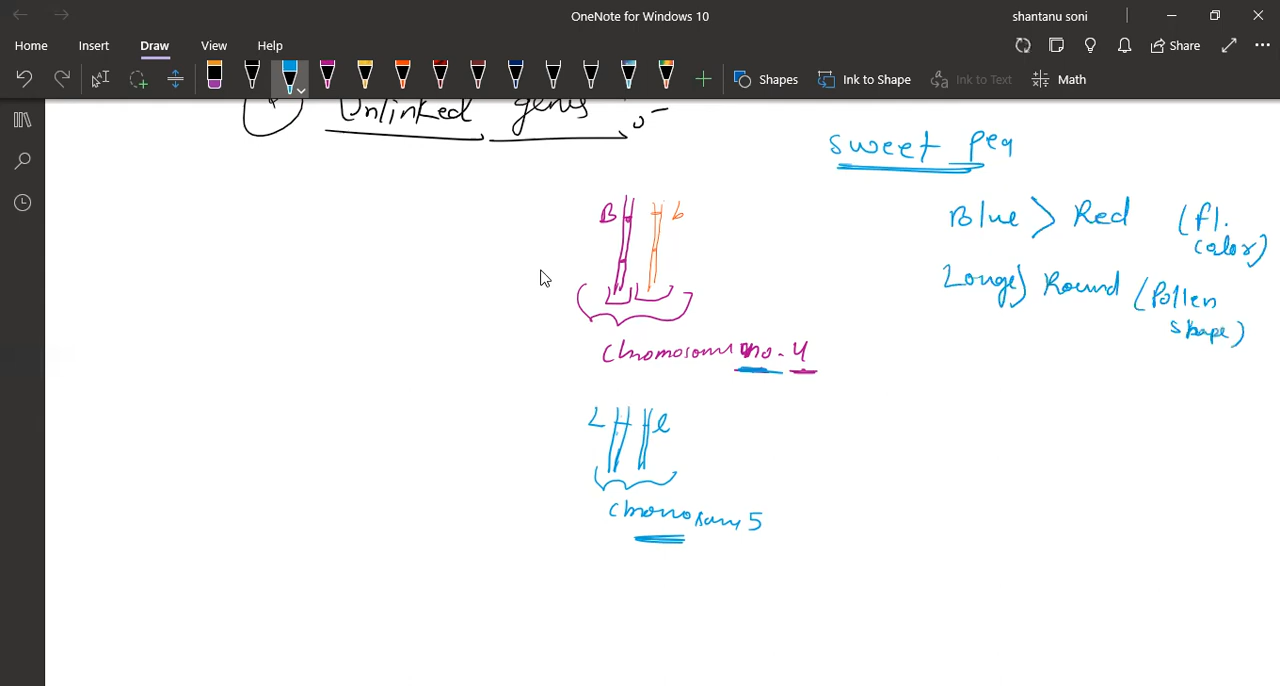 OneNote for Windows 10
shantanu soni
Home Insert Draw View Help
Share
Shapes
Ink to Shape
Ink to Text
Math
Unlinked genes :-
sweet pea
Blue > Red (fl. color)
Long > Round (Pollen shape)
B b
Chromosome no. 4
L l
Chromosome 5